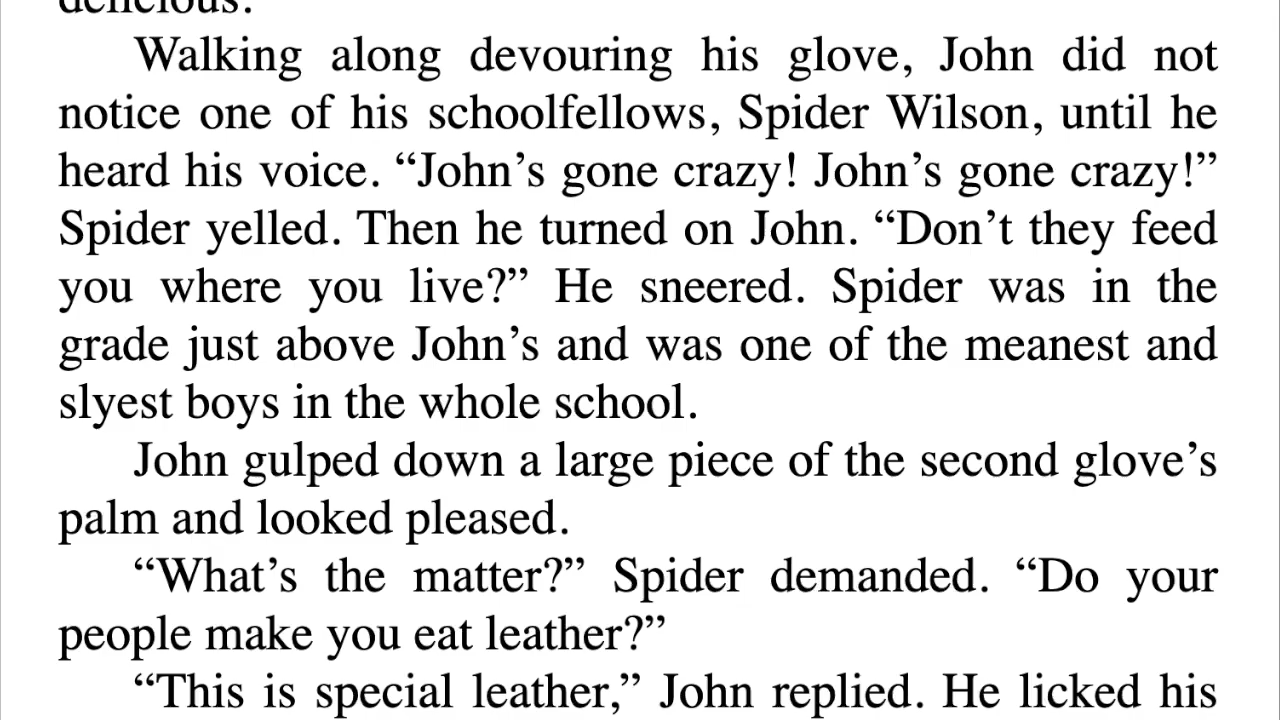 delicious.
Walking along devouring his glove, John did not
notice one of his schoolfellows, Spider Wilson, until he
heard his voice. “John’s gone crazy! John’s gone crazy!”
Spider yelled. Then he turned on John. “Don’t they feed
you where you live?” He sneered. Spider was in the
grade just above John’s and was one of the meanest and
slyest boys in the whole school.
John gulped down a large piece of the second glove’s
palm and looked pleased.
“What’s the matter?” Spider demanded. “Do your
people make you eat leather?”
“This is special leather,” John replied. He licked his